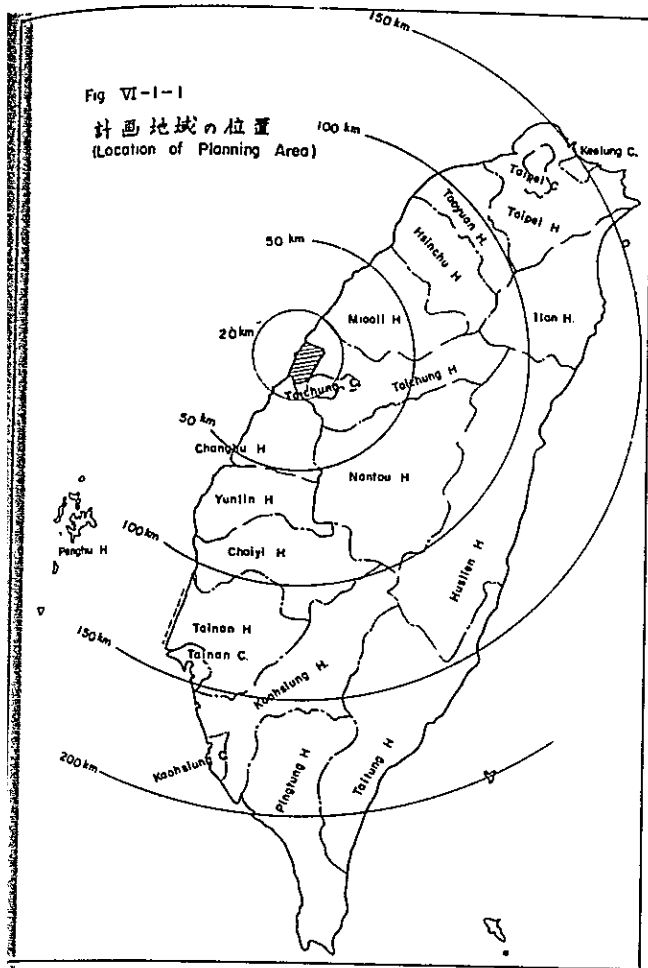 150 km
Fig VI-1-1
計画地域の位置
(Location of Planning Area)
100 km
Keelung C.
Taipei C
Taipei H
Taoyuan H.
Hsinchu H
50 km
Miaoli H
Ilan H.
20 km
Taichung C.
Taichung H
50 km
Changhu H
Nantou H
Yunlin H
100 km
Chaiyi H
Penghu H
Hualien H
Tainan H
Tainan C.
150 km
Kaohsiung H.
Kaohsiung C.
200 km
Pingtung H
Taitung H